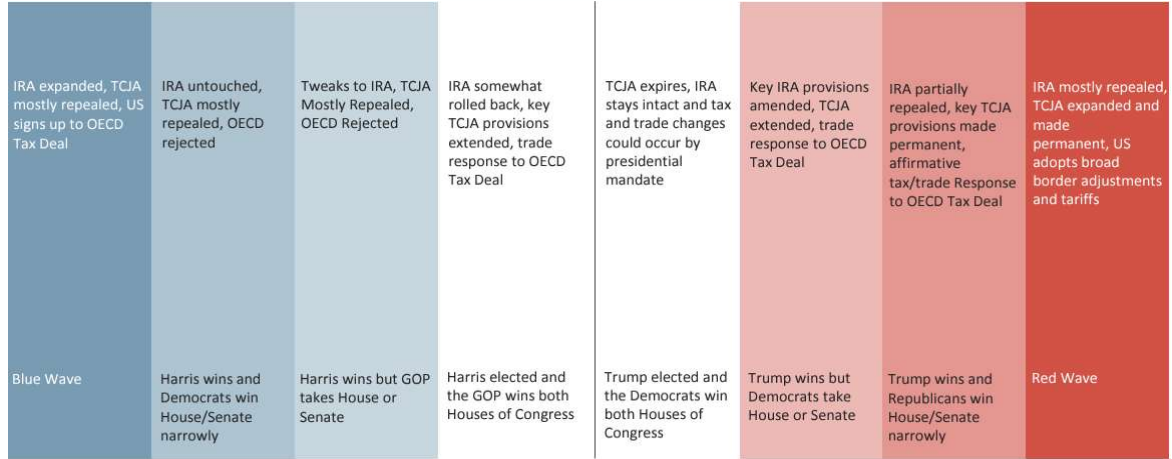 IRA expanded, TCJA
mostly repealed, US
signs up to OECD
Tax Deal
IRA untouched,
TCJA mostly
repealed, OECD
rejected
Tweaks to IRA, TCJA
Mostly Repealed,
OECD Rejected
IRA somewhat
rolled back, key
TCJA provisions
extended, trade
response to OECD
Tax Deal
TCJA expires, IRA
stays intact and tax
and trade changes
could occur by
presidential
mandate
Key IRA provisions
amended, TCJA
extended, trade
response to OECD
Tax Deal
IRA partially
repealed, key TCJA
provisions made
permanent,
affirmative
tax/trade Response
to OECD Tax Deal
IRA mostly repealed,
TCJA expanded and
made
permanent, US
adopts broad
border adjustments
and tariffs
Blue Wave
Harris wins and
Democrats win
House/Senate
narrowly
Harris wins but GOP
takes House or
Senate
Harris elected and
the GOP wins both
Houses of Congress
Trump elected and
the Democrats win
both Houses of
Congress
Trump wins but
Democrats take
House or Senate
Trump wins and
Republicans win
House/Senate
narrowly
Red Wave